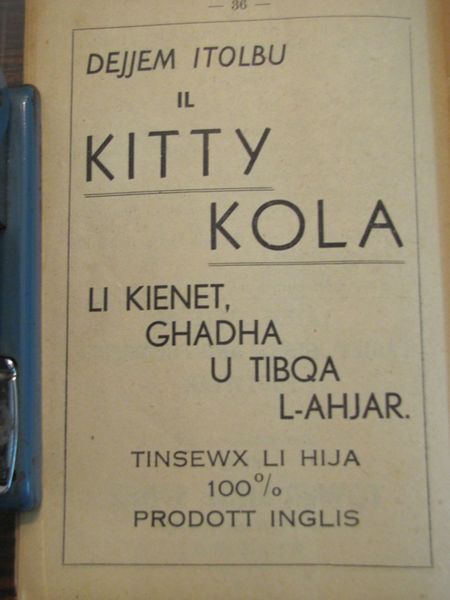 — 36 —
DEJJEM ITOLBU
IL
KITTY
KOLA
LI KIENET,
GHADHA
U TIBQA
L-AHJAR.
TINSEWX LI HIJA
100%
PRODOTT INGLIS